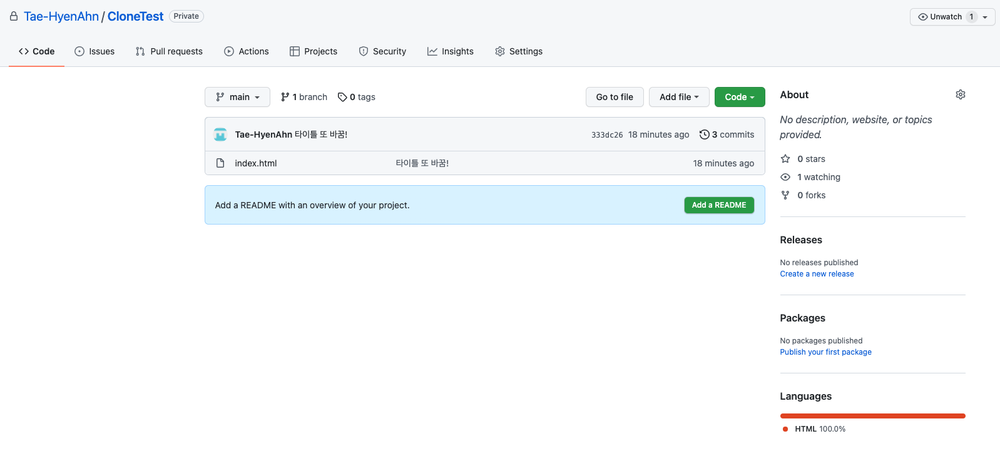 Tae-HyenAhn / CloneTest Private
Unwatch 1
Code Issues Pull requests Actions Projects Security Insights Settings
main 1 branch 0 tags Go to file Add file Code
Tae-HyenAhn 타이틀 또 바꿈! 333dc26 18 minutes ago 3 commits
index.html 타이틀 또 바꿈! 18 minutes ago
Add a README with an overview of your project. Add a README
About
No description, website, or topics
provided.
0 stars
1 watching
0 forks
Releases
No releases published
Create a new release
Packages
No packages published
Publish your first package
Languages
HTML 100.0%